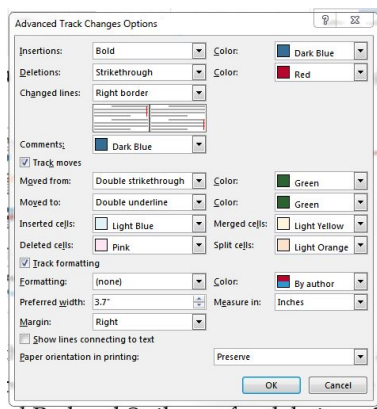 Advanced Track Changes Options
Insertions: Bold Color: Dark Blue
Deletions: Strikethrough Color: Red
Changed lines: Right border
Comments: Dark Blue
Track moves
Moved from: Double strikethrough Color: Green
Moved to: Double underline Color: Green
Inserted cells: Light Blue Merged cells: Light Yellow
Deleted cells: Pink Split cells: Light Orange
Track formatting
Formatting: (none) Color: By author
Preferred width: 3.7" Measure in: Inches
Margin: Right
Show lines connecting to text
Paper orientation in printing: Preserve
OK Cancel